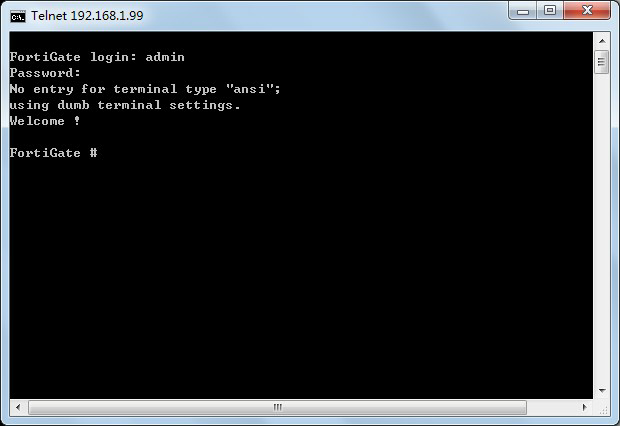 Telnet 192.168.1.99
FortiGate login: admin
Password:
No entry for terminal type "ansi";
using dumb terminal settings.
Welcome !
FortiGate #